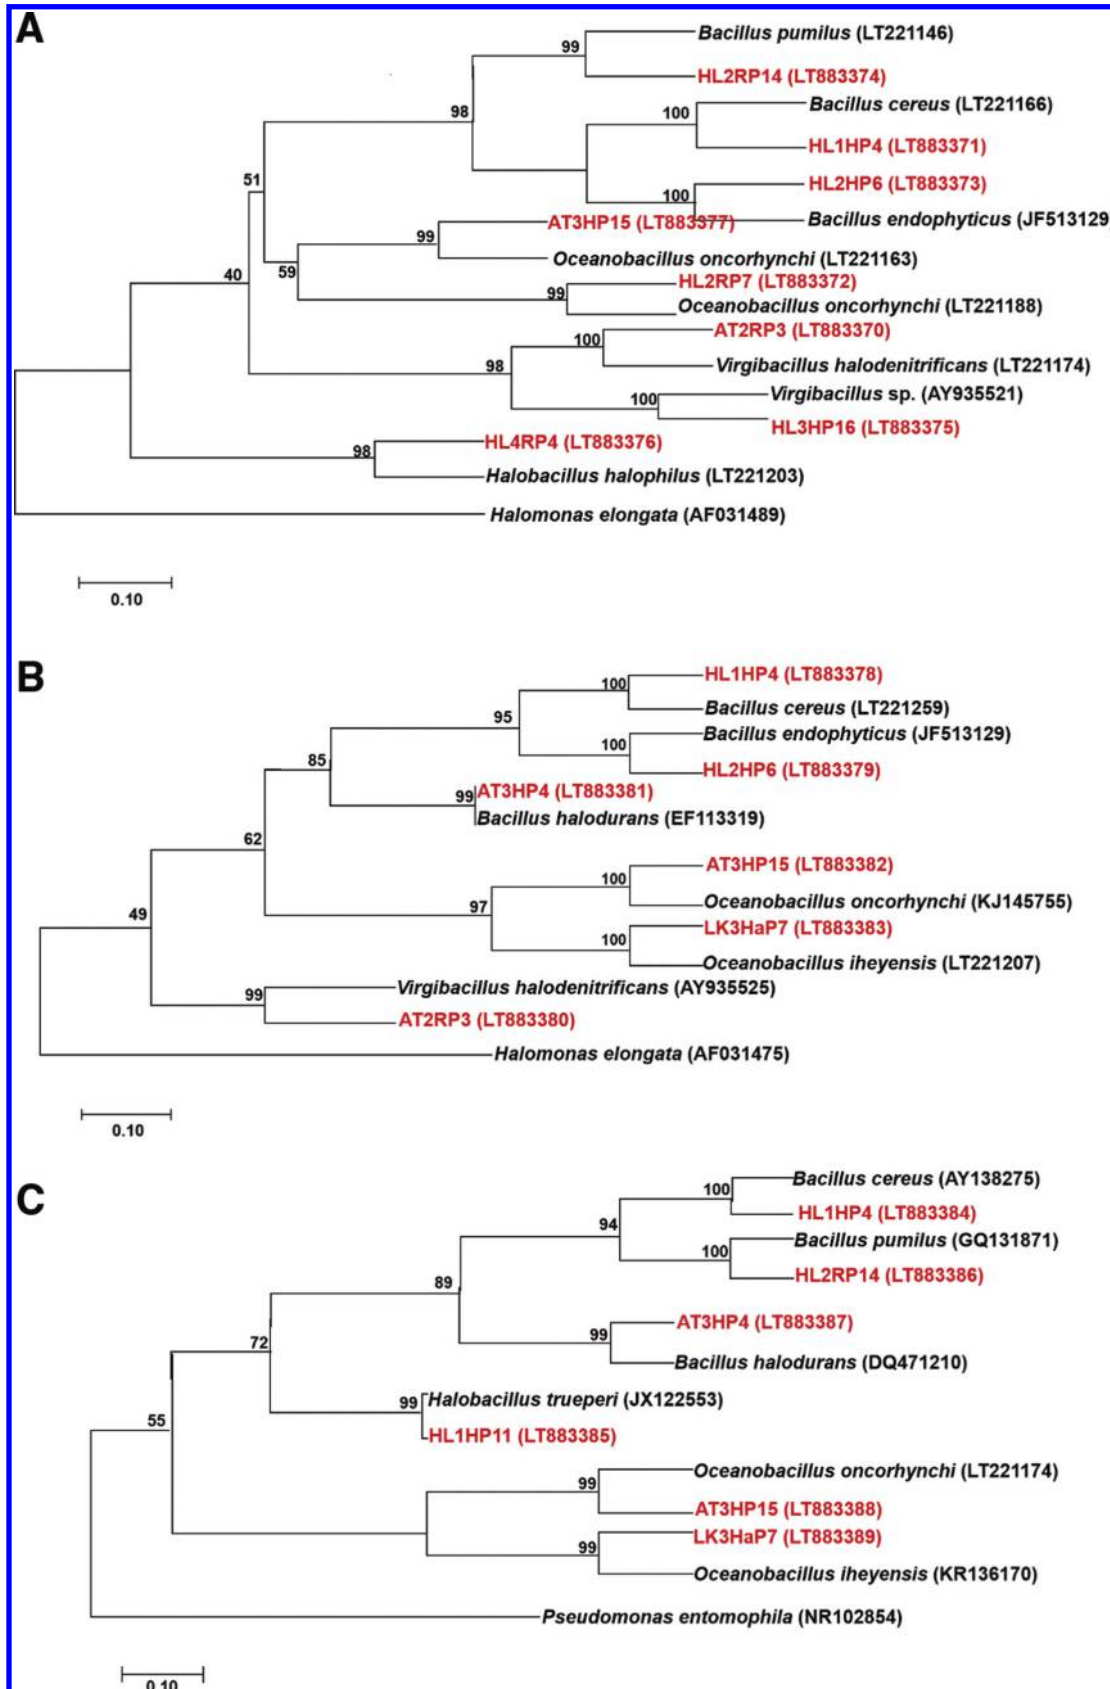 A
99
Bacillus pumilus (LT221146)
HL2RP14 (LT883374)
98
100
Bacillus cereus (LT221166)
HL1HP4 (LT883371)
51
100
HL2HP6 (LT883373)
Bacillus endophyticus (JF513129)
99
AT3HP15 (LT883377)
Oceanobacillus oncorhynchi (LT221163)
40
59
99
HL2RP7 (LT883372)
Oceanobacillus oncorhynchi (LT221188)
100
AT2RP3 (LT883370)
98
Virgibacillus halodenitrificans (LT221174)
100
Virgibacillus sp. (AY935521)
HL3HP16 (LT883375)
98
HL4RP4 (LT883376)
Halobacillus halophilus (LT221203)
Halomonas elongata (AF031489)
0.10
B
100
HL1HP4 (LT883378)
95
Bacillus cereus (LT221259)
85
100
Bacillus endophyticus (JF513129)
HL2HP6 (LT883379)
99
AT3HP4 (LT883381)
Bacillus halodurans (EF113319)
62
100
AT3HP15 (LT883382)
97
Oceanobacillus oncorhynchi (KJ145755)
49
100
LK3HaP7 (LT883383)
Oceanobacillus iheyensis (LT221207)
99
Virgibacillus halodenitrificans (AY935525)
AT2RP3 (LT883380)
Halomonas elongata (AF031475)
0.10
C
100
Bacillus cereus (AY138275)
94
HL1HP4 (LT883384)
100
Bacillus pumilus (GQ131871)
HL2RP14 (LT883386)
89
99
AT3HP4 (LT883387)
Bacillus halodurans (DQ471210)
72
99
Halobacillus trueperi (JX122553)
HL1HP11 (LT883385)
55
99
Oceanobacillus oncorhynchi (LT221174)
AT3HP15 (LT883388)
99
LK3HaP7 (LT883389)
Oceanobacillus iheyensis (KR136170)
Pseudomonas entomophila (NR102854)
0.10